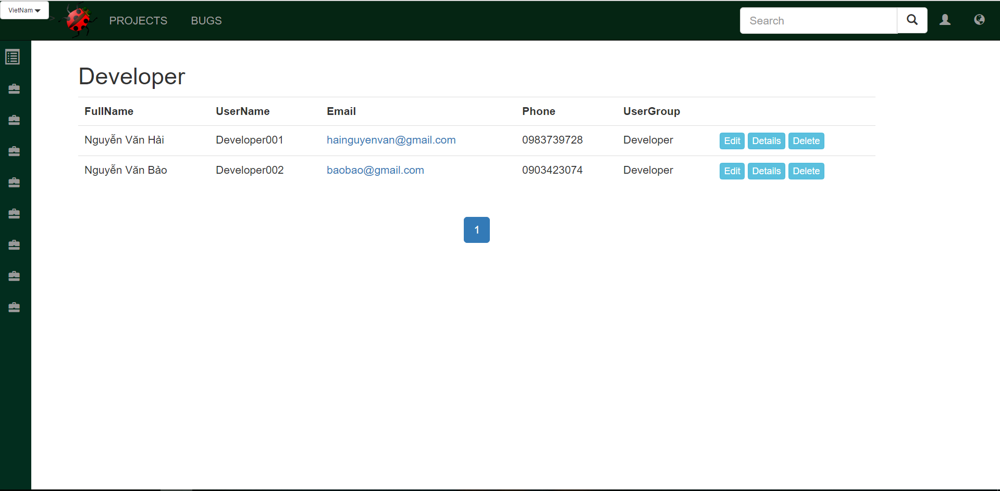 VietNam
>
PROJECTS BUGS Search
Developer
FullName UserName Email Phone UserGroup
Nguyễn Văn Hải Developer001 hainguyenvan@gmail.com 0983739728 Developer Edit Details Delete
Nguyễn Văn Bảo Developer002 baobao@gmail.com 0903423074 Developer Edit Details Delete
1